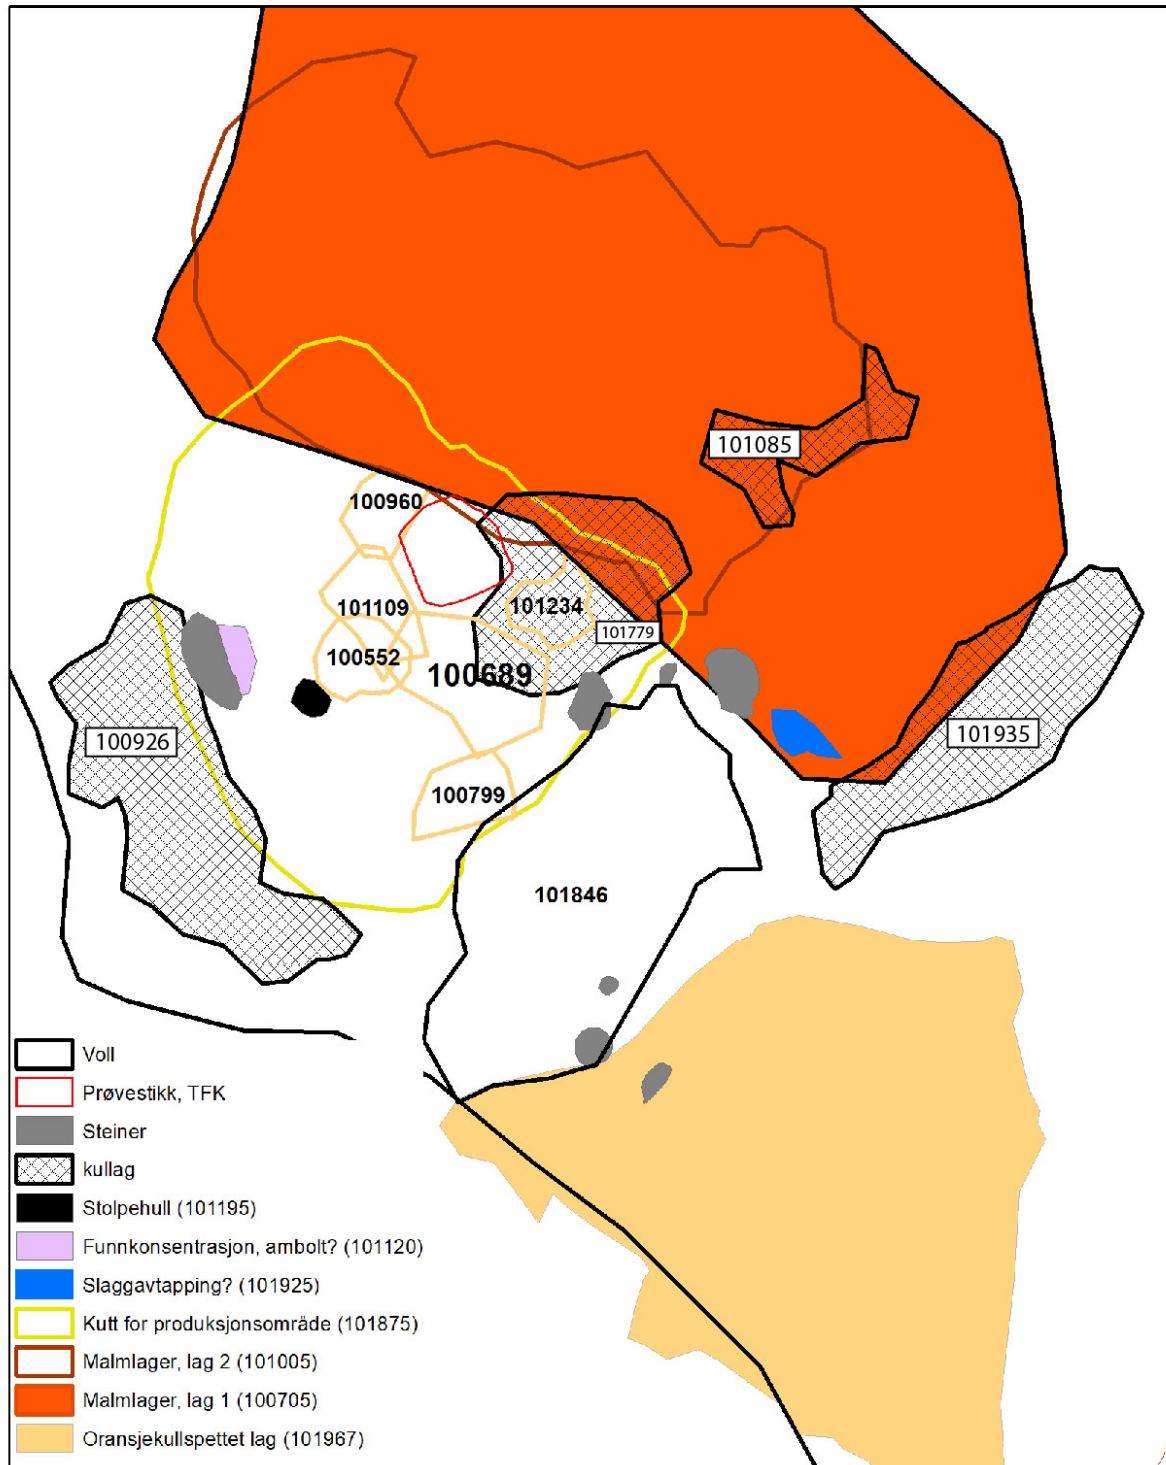 101085
100960
101109
101234
101779
100552
100689
100926
101935
100799
101846
Voll
Prøvestikk, TFK
Steiner
kullag
Stolpehull (101195)
Funnkonsentrasjon, ambolt? (101120)
Slaggavtapping? (101925)
Kutt for produksjonsområde (101875)
Malmlager, lag 2 (101005)
Malmlager, lag 1 (100705)
Oransjekullspettet lag (101967)